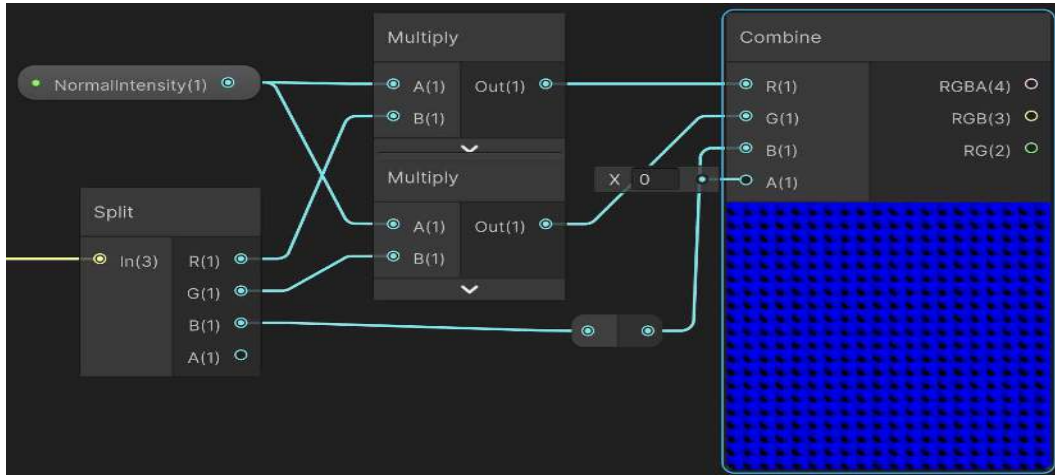 NormalIntensity(1)
Split
In(3)
R(1)
G(1)
B(1)
A(1)
Multiply
A(1) Out(1)
B(1)
Multiply
A(1) Out(1)
B(1)
X 0
Combine
R(1) RGBA(4)
G(1) RGB(3)
B(1) RG(2)
A(1)